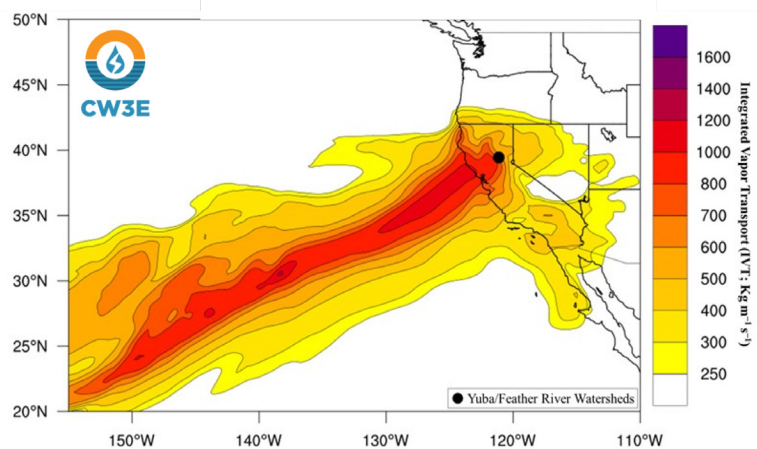 50°N
45°N
40°N
35°N
30°N
25°N
20°N
150°W
140°W
130°W
120°W
110°W
CW3E
Yuba/Feather River Watersheds
1600
1400
1200
1000
800
700
600
500
400
300
250
Integrated Vapor Transport (IVT; Kg m⁻¹ s⁻¹)